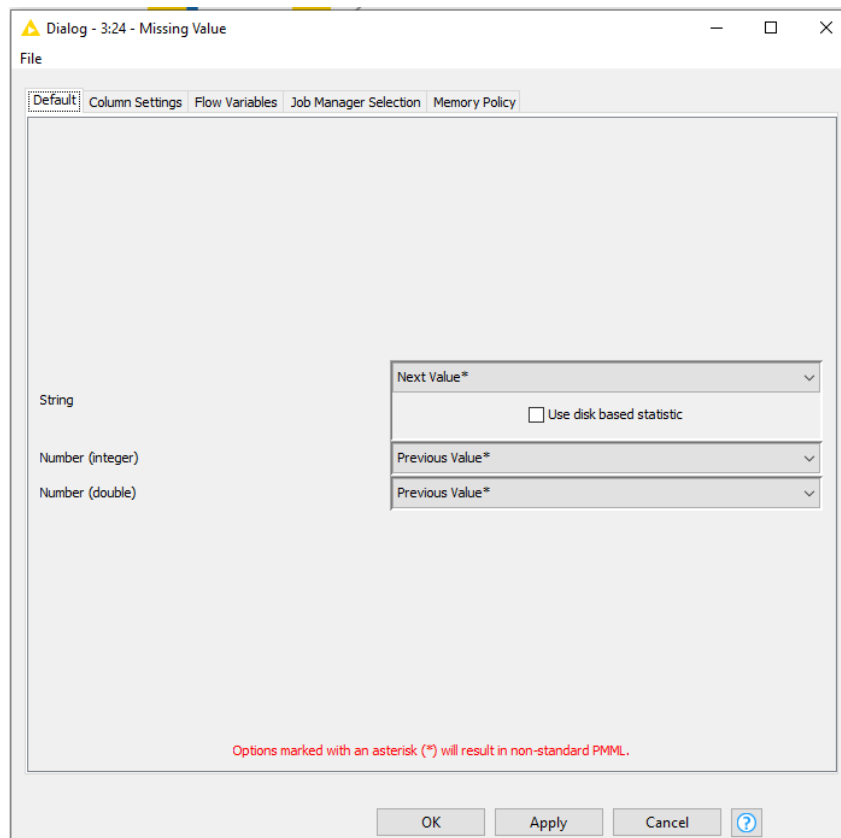 Dialog - 3:24 - Missing Value
File
Default Column Settings Flow Variables Job Manager Selection Memory Policy
Next Value*
String
Use disk based statistic
Number (integer) Previous Value*
Number (double) Previous Value*
Options marked with an asterisk (*) will result in non-standard PMML.
OK Apply Cancel ?